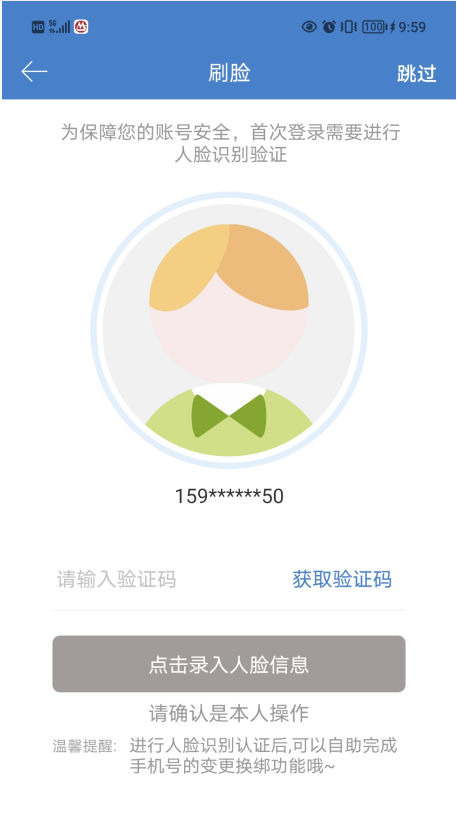 HD 5G 100 9:59
刷脸 跳过
为保障您的账号安全，首次登录需要进行
人脸识别验证
159******50
请输入验证码 获取验证码
点击录入人脸信息
请确认是本人操作
温馨提醒: 进行人脸识别认证后,可以自助完成
手机号的变更换绑功能哦~